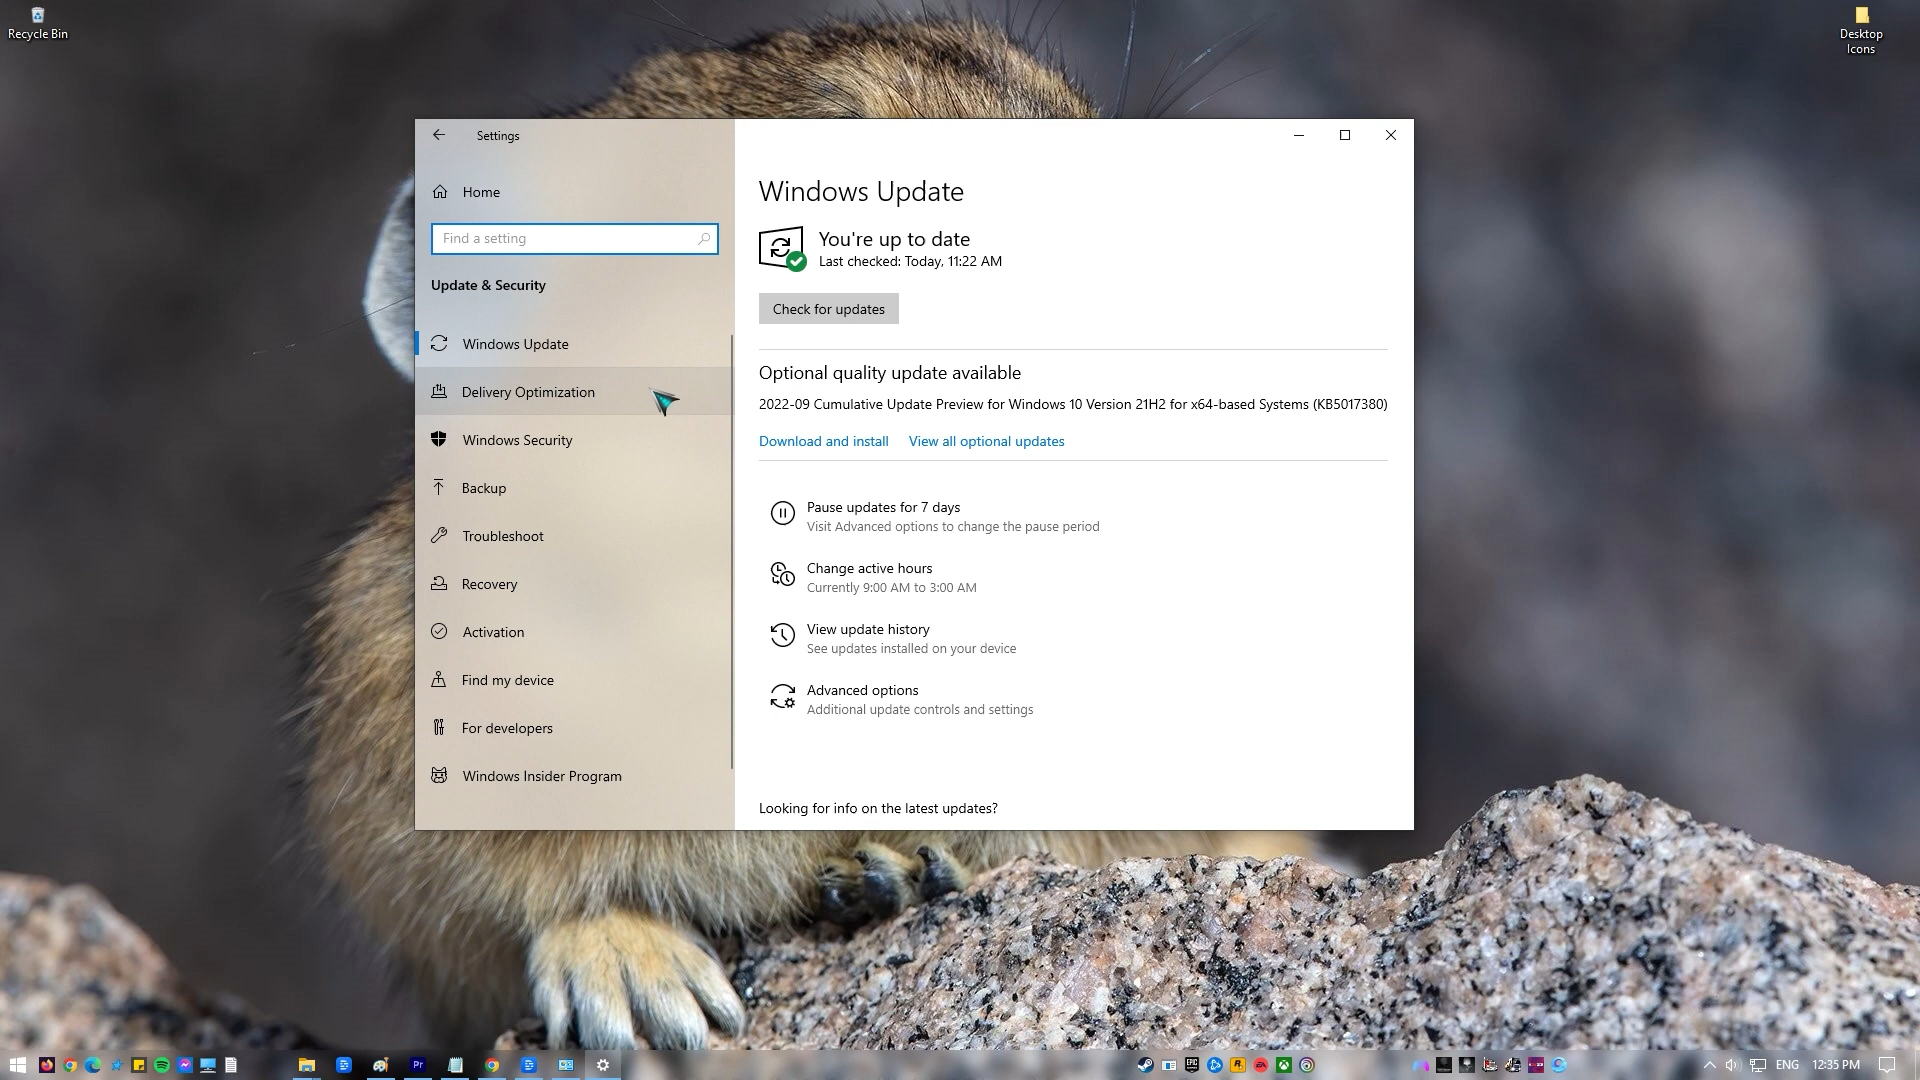 Recycle Bin
Desktop
Icons
Settings
Home
Find a setting
Update & Security
Windows Update
Delivery Optimization
Windows Security
Backup
Troubleshoot
Recovery
Activation
Find my device
For developers
Windows Insider Program
Windows Update
You're up to date
Last checked: Today, 11:22 AM
Check for updates
Optional quality update available
2022-09 Cumulative Update Preview for Windows 10 Version 21H2 for x64-based Systems (KB5017380)
Download and install View all optional updates
Pause updates for 7 days
Visit Advanced options to change the pause period
Change active hours
Currently 9:00 AM to 3:00 AM
View update history
See updates installed on your device
Advanced options
Additional update controls and settings
Looking for info on the latest updates?
Pr EPIC R EA ENG 12:35 PM